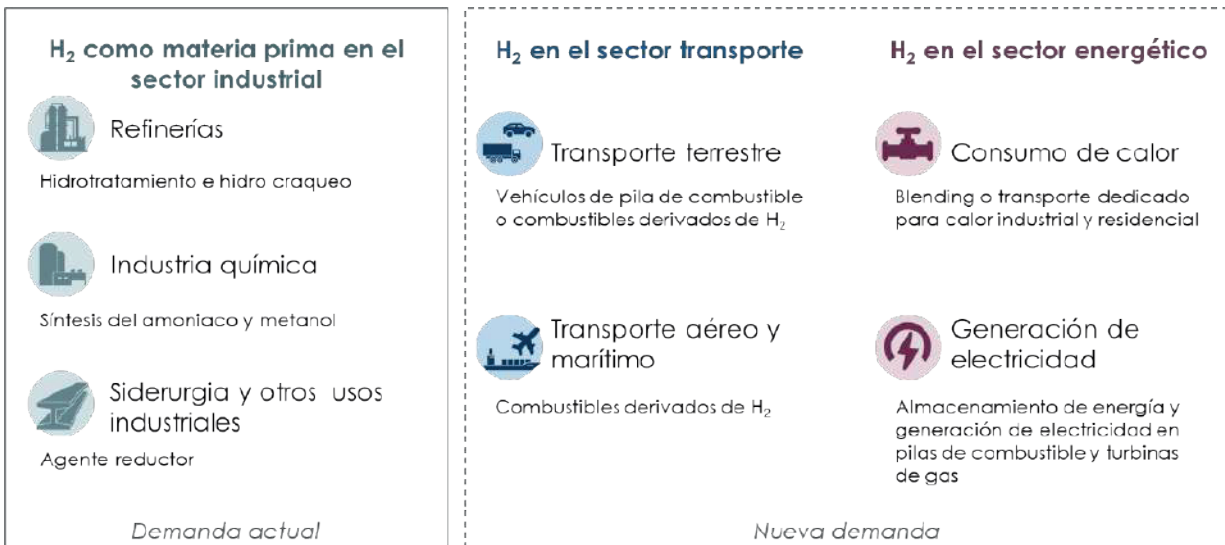 H₂ como materia prima en el
sector industrial
Refinerías
Hidrotratamiento e hidro craqueo
Industria química
Síntesis del amoniaco y metanol
Siderurgia y otros usos
industriales
Agente reductor
Demanda actual
H₂ en el sector transporte
Transporte terrestre
Vehículos de pila de combustible
o combustibles derivados de H₂
Transporte aéreo y
marítimo
Combustibles derivados de H₂
H₂ en el sector energético
Consumo de calor
Blending o transporte dedicado
para calor industrial y residencial
Generación de
electricidad
Almacenamiento de energía y
generación de electricidad en
pilas de combustible y turbinas
de gas
Nueva demanda